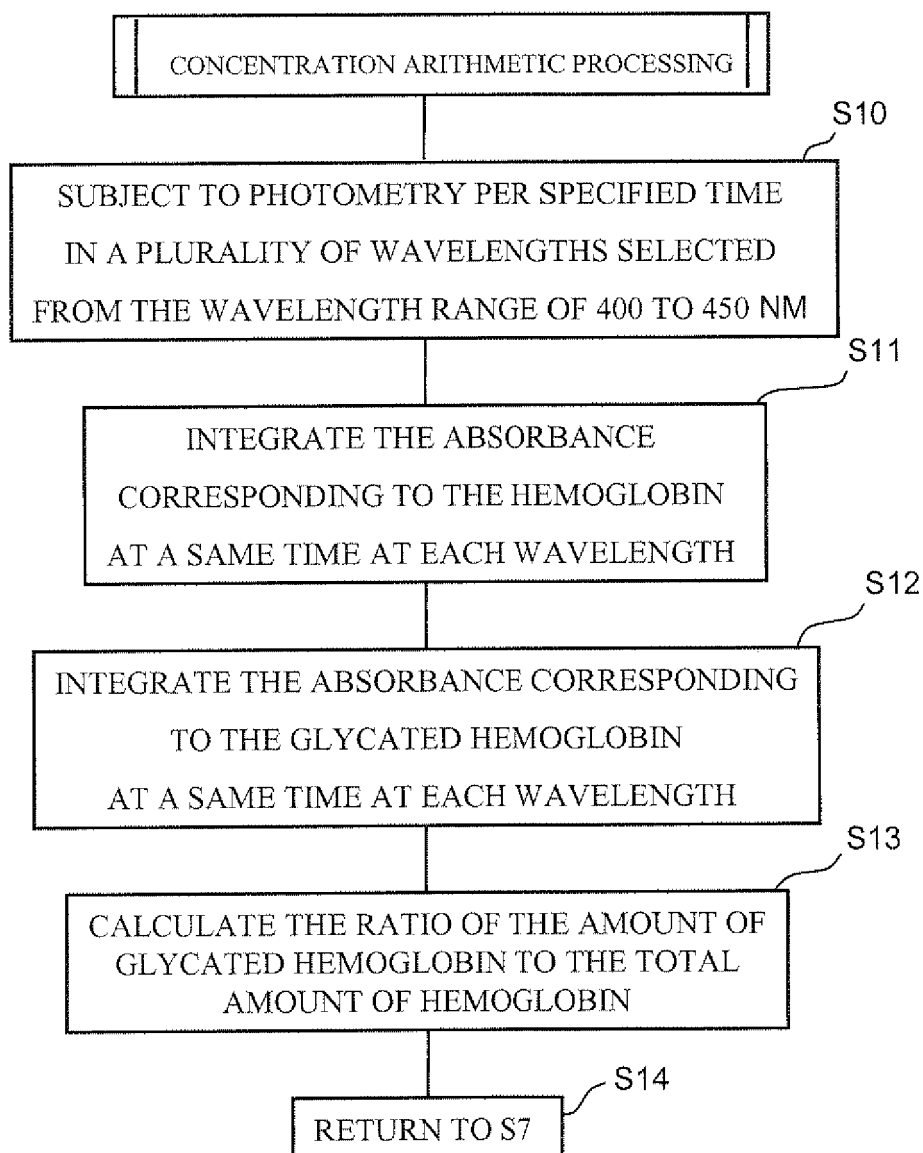 CONCENTRATION ARITHMETIC PROCESSING
S10
SUBJECT TO PHOTOMETRY PER SPECIFIED TIME
IN A PLURALITY OF WAVELENGTHS SELECTED
FROM THE WAVELENGTH RANGE OF 400 TO 450 NM
S11
INTEGRATE THE ABSORBANCE
CORRESPONDING TO THE HEMOGLOBIN
AT A SAME TIME AT EACH WAVELENGTH
S12
INTEGRATE THE ABSORBANCE CORRESPONDING
TO THE GLYCATED HEMOGLOBIN
AT A SAME TIME AT EACH WAVELENGTH
S13
CALCULATE THE RATIO OF THE AMOUNT OF
GLYCATED HEMOGLOBIN TO THE TOTAL
AMOUNT OF HEMOGLOBIN
S14
RETURN TO S7